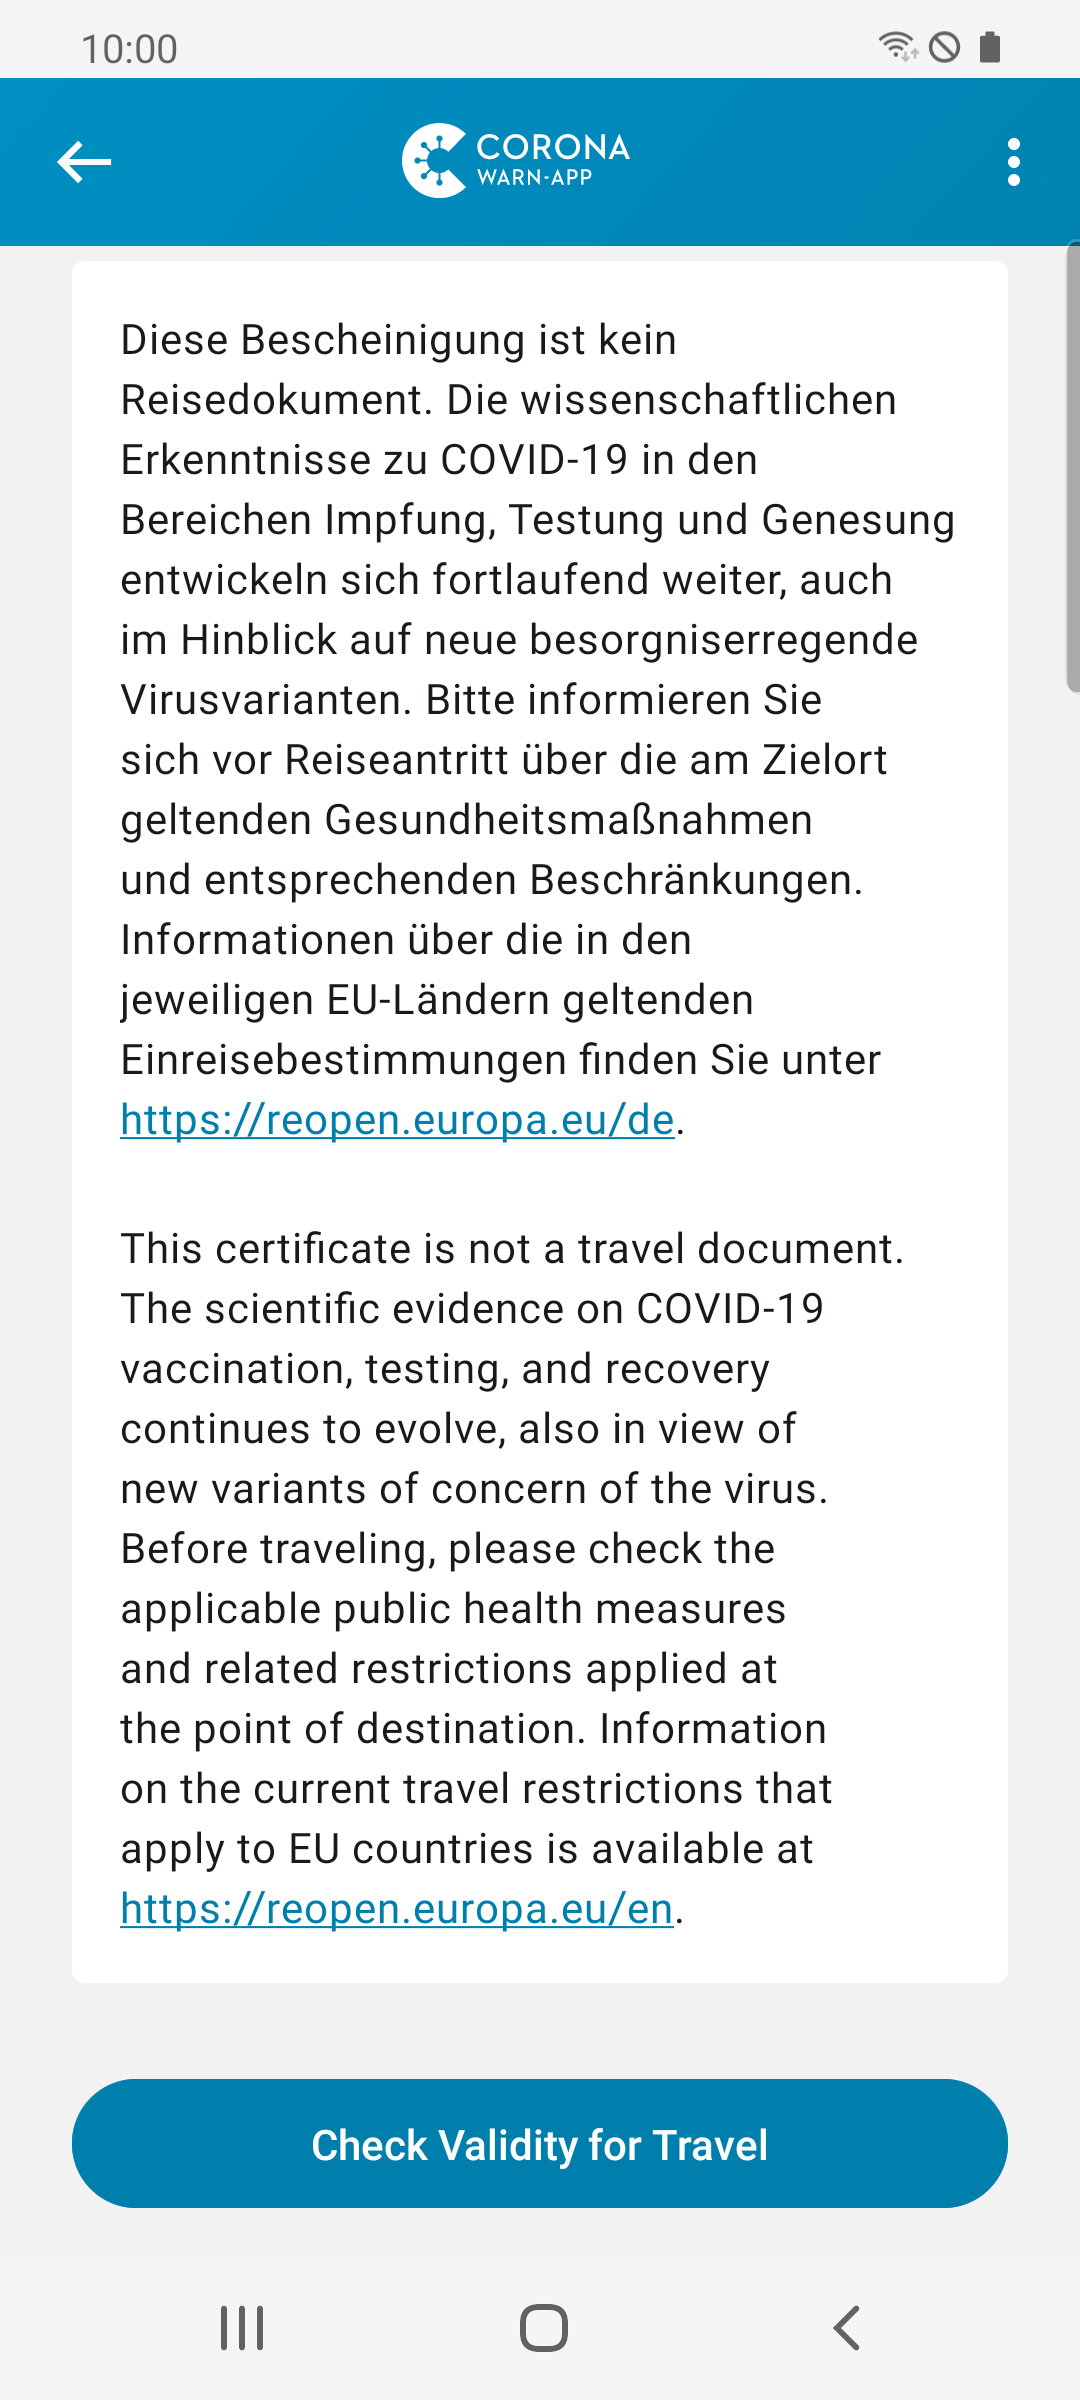 10:00
CORONA
WARN-APP
Diese Bescheinigung ist kein
Reisedokument. Die wissenschaftlichen
Erkenntnisse zu COVID-19 in den
Bereichen Impfung, Testung und Genesung
entwickeln sich fortlaufend weiter, auch
im Hinblick auf neue besorgniserregende
Virusvarianten. Bitte informieren Sie
sich vor Reiseantritt über die am Zielort
geltenden Gesundheitsmaßnahmen
und entsprechenden Beschränkungen.
Informationen über die in den
jeweiligen EU-Ländern geltenden
Einreisebestimmungen finden Sie unter
https://reopen.europa.eu/de.
This certificate is not a travel document.
The scientific evidence on COVID-19
vaccination, testing, and recovery
continues to evolve, also in view of
new variants of concern of the virus.
Before traveling, please check the
applicable public health measures
and related restrictions applied at
the point of destination. Information
on the current travel restrictions that
apply to EU countries is available at
https://reopen.europa.eu/en.
Check Validity for Travel